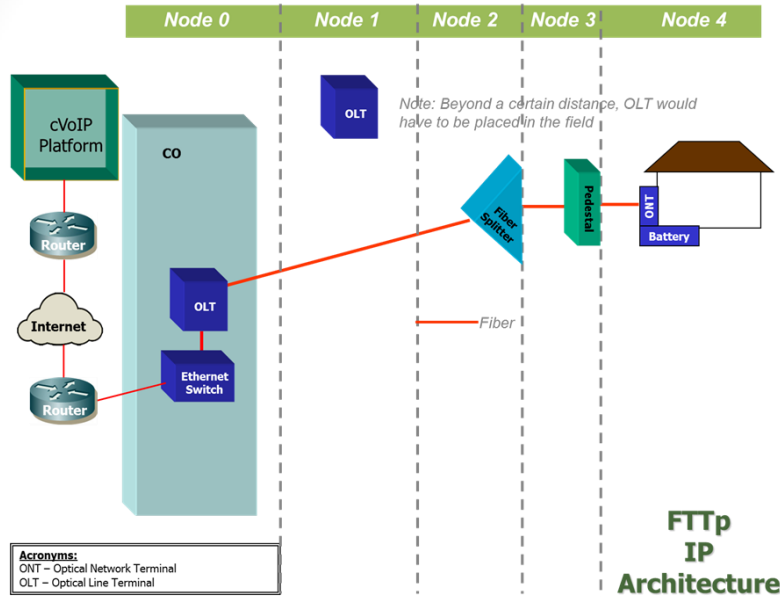 Node 0
Node 1
Node 2
Node 3
Node 4
cVoIP
Platform
CO
OLT
Note: Beyond a certain distance, OLT would
have to be placed in the field
Router
Fiber
Splitter
Pedestal
ONT
Battery
OLT
Internet
Fiber
Ethernet
Switch
Router
FTTp
IP
Architecture
Acronyms:
ONT – Optical Network Terminal
OLT – Optical Line Terminal